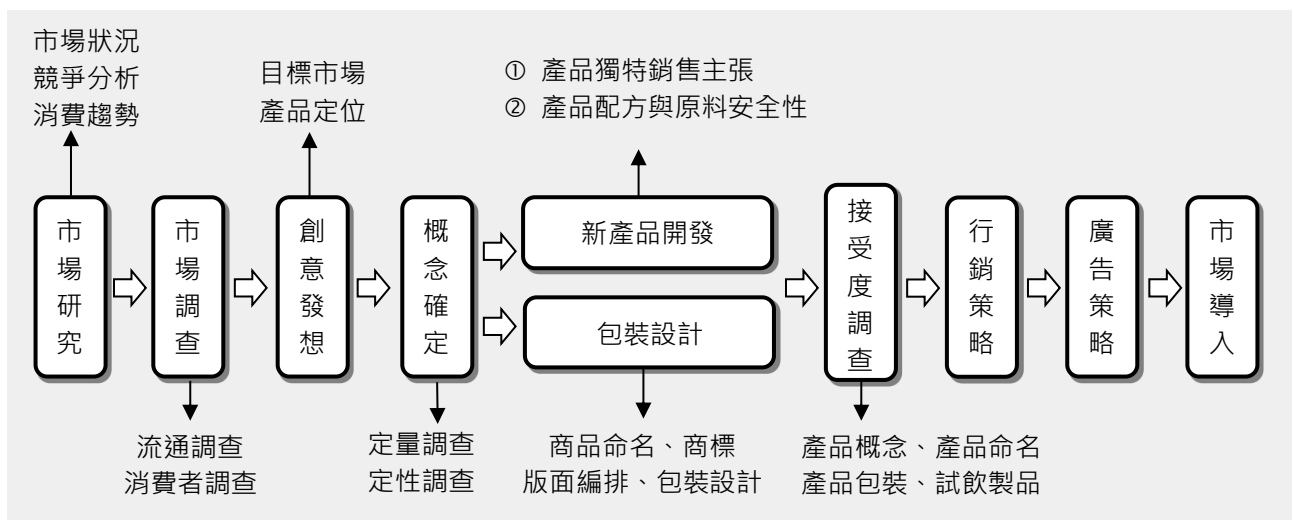 市場狀況
競爭分析
消費趨勢
目標市場
產品定位
① 產品獨特銷售主張
② 產品配方與原料安全性
市場研究
市場調查
創意發想
概念確定
新產品開發
包裝設計
接受度調查
行銷策略
廣告策略
市場導入
流通調查
消費者調查
定量調查
定性調查
商品命名、商標
版面編排、包裝設計
產品概念、產品命名
產品包裝、試飲製品